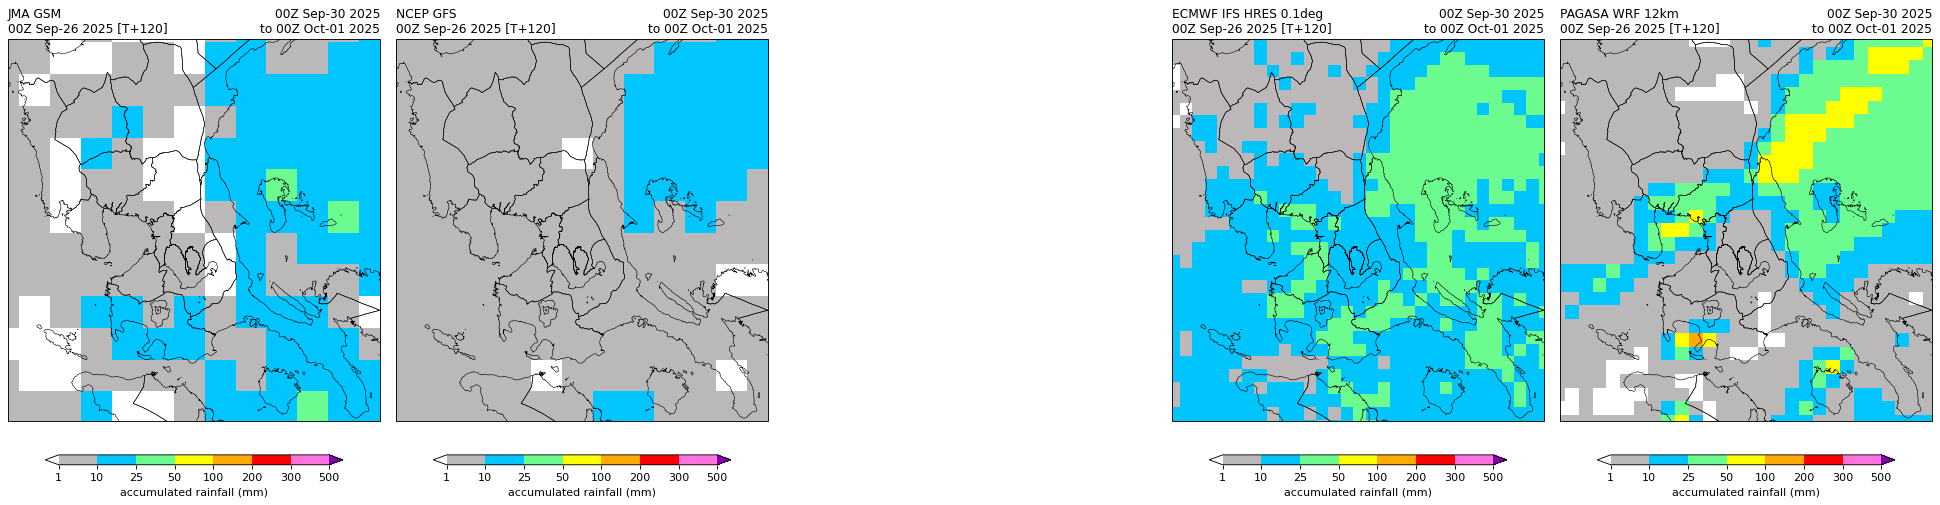 JMA GSM 00Z Sep-30 2025
00Z Sep-26 2025 [T+120] to 00Z Oct-01 2025
1 10 25 50 100 200 300 500
accumulated rainfall (mm)
NCEP GFS 00Z Sep-30 2025
00Z Sep-26 2025 [T+120] to 00Z Oct-01 2025
1 10 25 50 100 200 300 500
accumulated rainfall (mm)
ECMWF IFS HRES 0.1deg 00Z Sep-30 2025
00Z Sep-26 2025 [T+120] to 00Z Oct-01 2025
1 10 25 50 100 200 300 500
accumulated rainfall (mm)
PAGASA WRF 12km 00Z Sep-30 2025
00Z Sep-26 2025 [T+120] to 00Z Oct-01 2025
1 10 25 50 100 200 300 500
accumulated rainfall (mm)